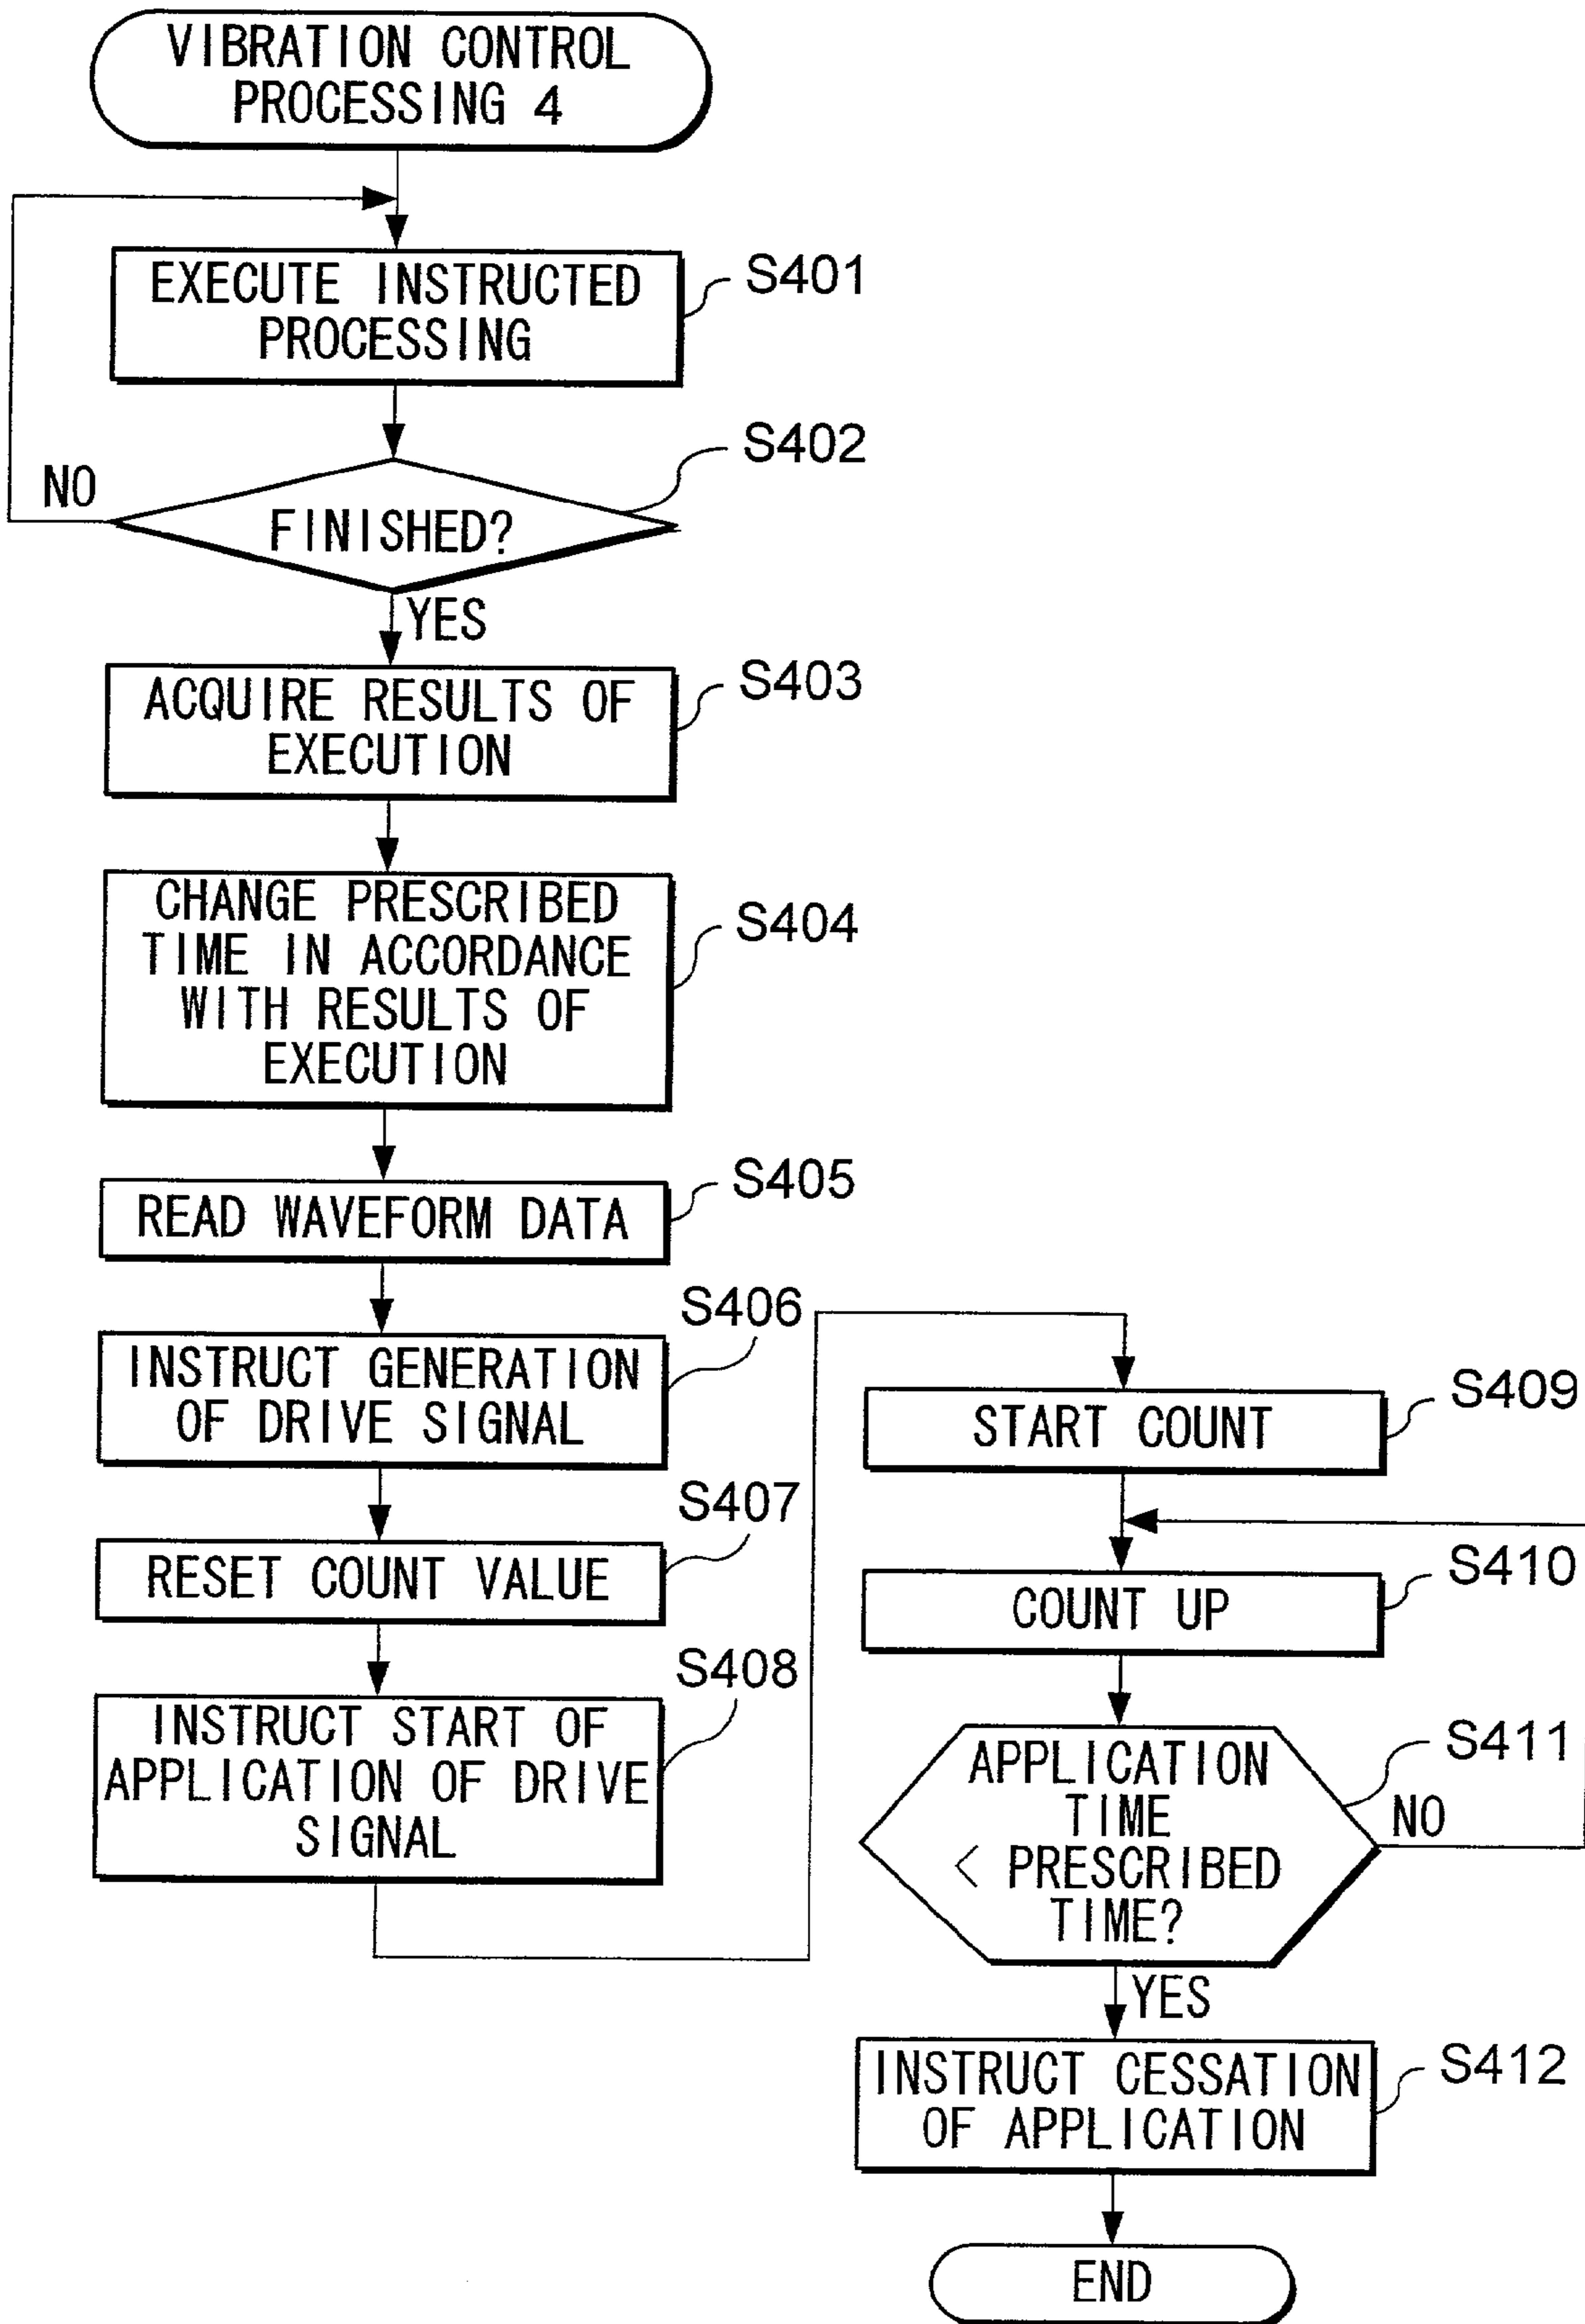 VIBRATION CONTROL
PROCESSING 4
EXECUTE INSTRUCTED
PROCESSING
S401
S402
NO
FINISHED?
YES
ACQUIRE RESULTS OF
EXECUTION
S403
CHANGE PRESCRIBED
TIME IN ACCORDANCE
WITH RESULTS OF
EXECUTION
S404
READ WAVEFORM DATA
S405
INSTRUCT GENERATION
OF DRIVE SIGNAL
S406
RESET COUNT VALUE
S407
INSTRUCT START OF
APPLICATION OF DRIVE
SIGNAL
S408
START COUNT
S409
COUNT UP
S410
APPLICATION
TIME
< PRESCRIBED
TIME?
S411
NO
YES
INSTRUCT CESSATION
OF APPLICATION
S412
END